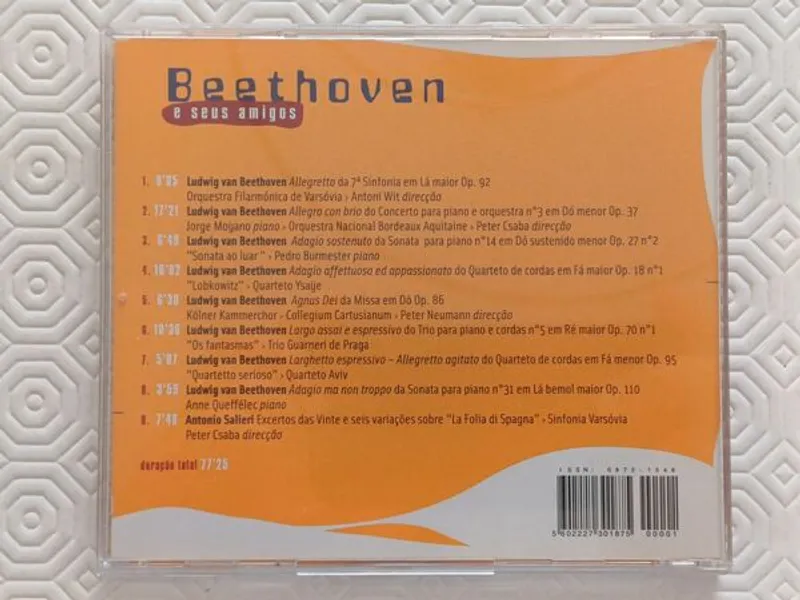 Beethoven
e seus amigos
1. Ludwig van Beethoven Allegretto da 7ª Sinfonia em Lá maior Op. 92
Orquestra Filarmónica de Varsóvia › Antoni Wit direcção
2. 17'21 Ludwig van Beethoven Allegro con brio do Concerto para piano e orquestra nº3 em Dó menor Op. 37
Jorge Moyano piano › Orquestra Nacional Bordeaux Aquitaine › Peter Csaba direcção
3. 6'49 Ludwig van Beethoven Adagio sostenuto da Sonata para piano nº14 em Dó sustenido menor Op. 27 nº2
"Sonata ao luar" › Pedro Burmester piano
4. 10'02 Ludwig van Beethoven Adagio affettuoso ed appassionato do Quarteto de cordas em Fá maior Op. 18 nº1
"Lobkowitz" › Quarteto Ysaÿe
5. 6'30 Ludwig van Beethoven Agnus Dei da Missa em Dó Op. 86
Kölner Kammerchor › Collegium Cartusianum › Peter Neumann direcção
6. 10'36 Ludwig van Beethoven Largo assai e espressivo do Trio para piano e cordas nº5 em Ré maior Op. 70 nº1
"Os fantasmas" › Trio Guarneri de Praga
7. 5'07 Ludwig van Beethoven Larghetto espressivo – Allegretto agitato do Quarteto de cordas em Fá menor Op. 95
"Quartetto serioso" › Quarteto Aviv
8. 3'59 Ludwig van Beethoven Adagio ma non troppo da Sonata para piano nº31 em Lá bemol maior Op. 110
Anne Queffélec piano
9. 7'40 Antonio Salieri Excertos das Vinte e seis variações sobre "La Folia di Spagna" › Sinfonia Varsóvia
Peter Csaba direcção
duração total 77'25
ISSN:
5 602227 301875 00001